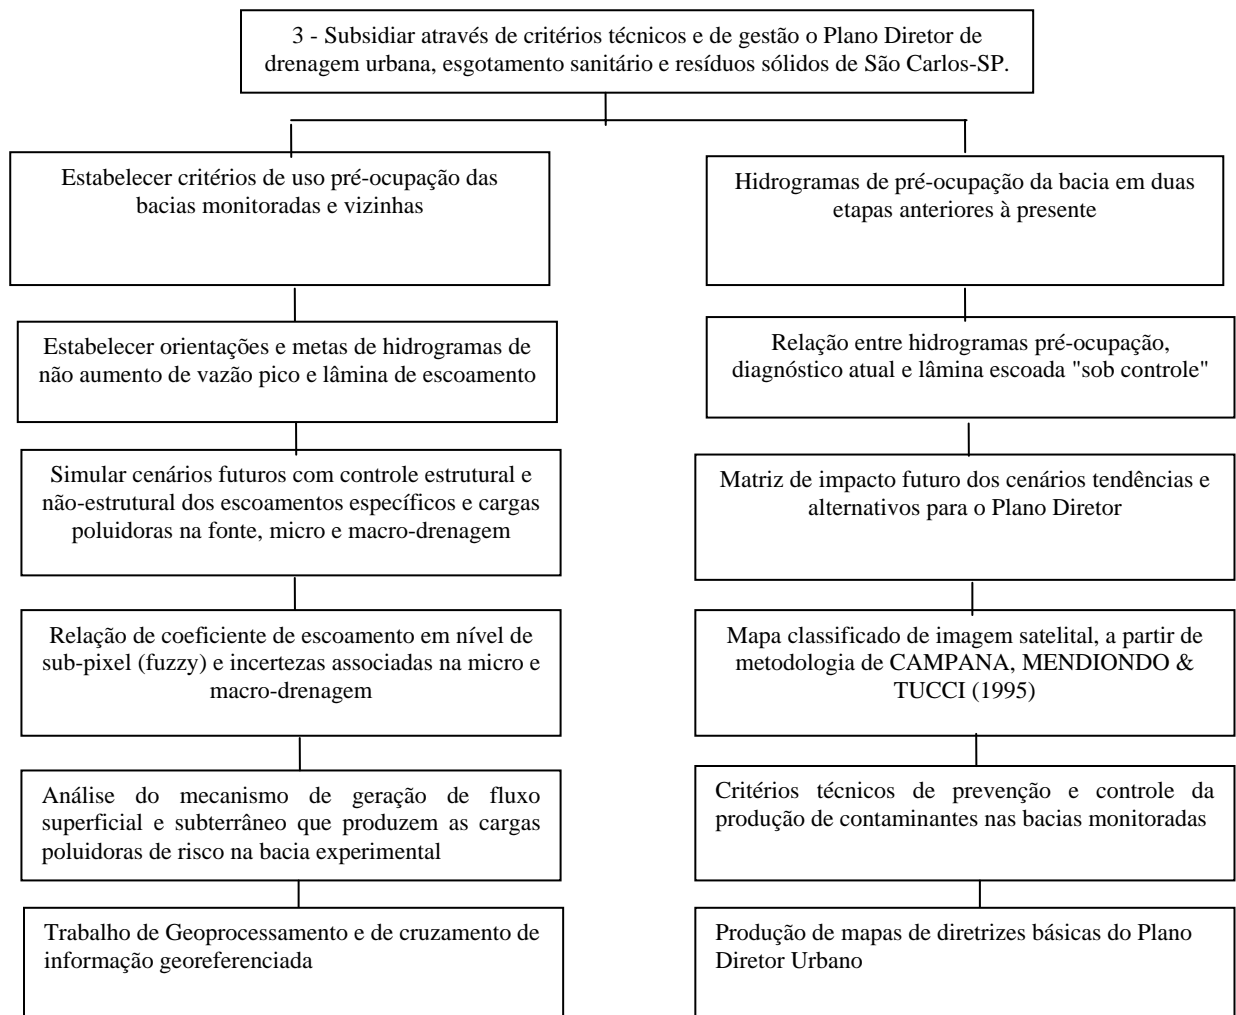 3 - Subsidiar através de critérios técnicos e de gestão o Plano Diretor de
drenagem urbana, esgotamento sanitário e resíduos sólidos de São Carlos-SP.
Estabelecer critérios de uso pré-ocupação das
bacias monitoradas e vizinhas
Estabelecer orientações e metas de hidrogramas de
não aumento de vazão pico e lâmina de escoamento
Simular cenários futuros com controle estrutural e
não-estrutural dos escoamentos específicos e cargas
poluidoras na fonte, micro e macro-drenagem
Relação de coeficiente de escoamento em nível de
sub-pixel (fuzzy) e incertezas associadas na micro e
macro-drenagem
Análise do mecanismo de geração de fluxo
superficial e subterrâneo que produzem as cargas
poluidoras de risco na bacia experimental
Trabalho de Geoprocessamento e de cruzamento de
informação georeferenciada
Hidrogramas de pré-ocupação da bacia em duas
etapas anteriores à presente
Relação entre hidrogramas pré-ocupação,
diagnóstico atual e lâmina escoada "sob controle"
Matriz de impacto futuro dos cenários tendências e
alternativos para o Plano Diretor
Mapa classificado de imagem satelital, a partir de
metodologia de CAMPANA, MENDIONDO &
TUCCI (1995)
Critérios técnicos de prevenção e controle da
produção de contaminantes nas bacias monitoradas
Produção de mapas de diretrizes básicas do Plano
Diretor Urbano